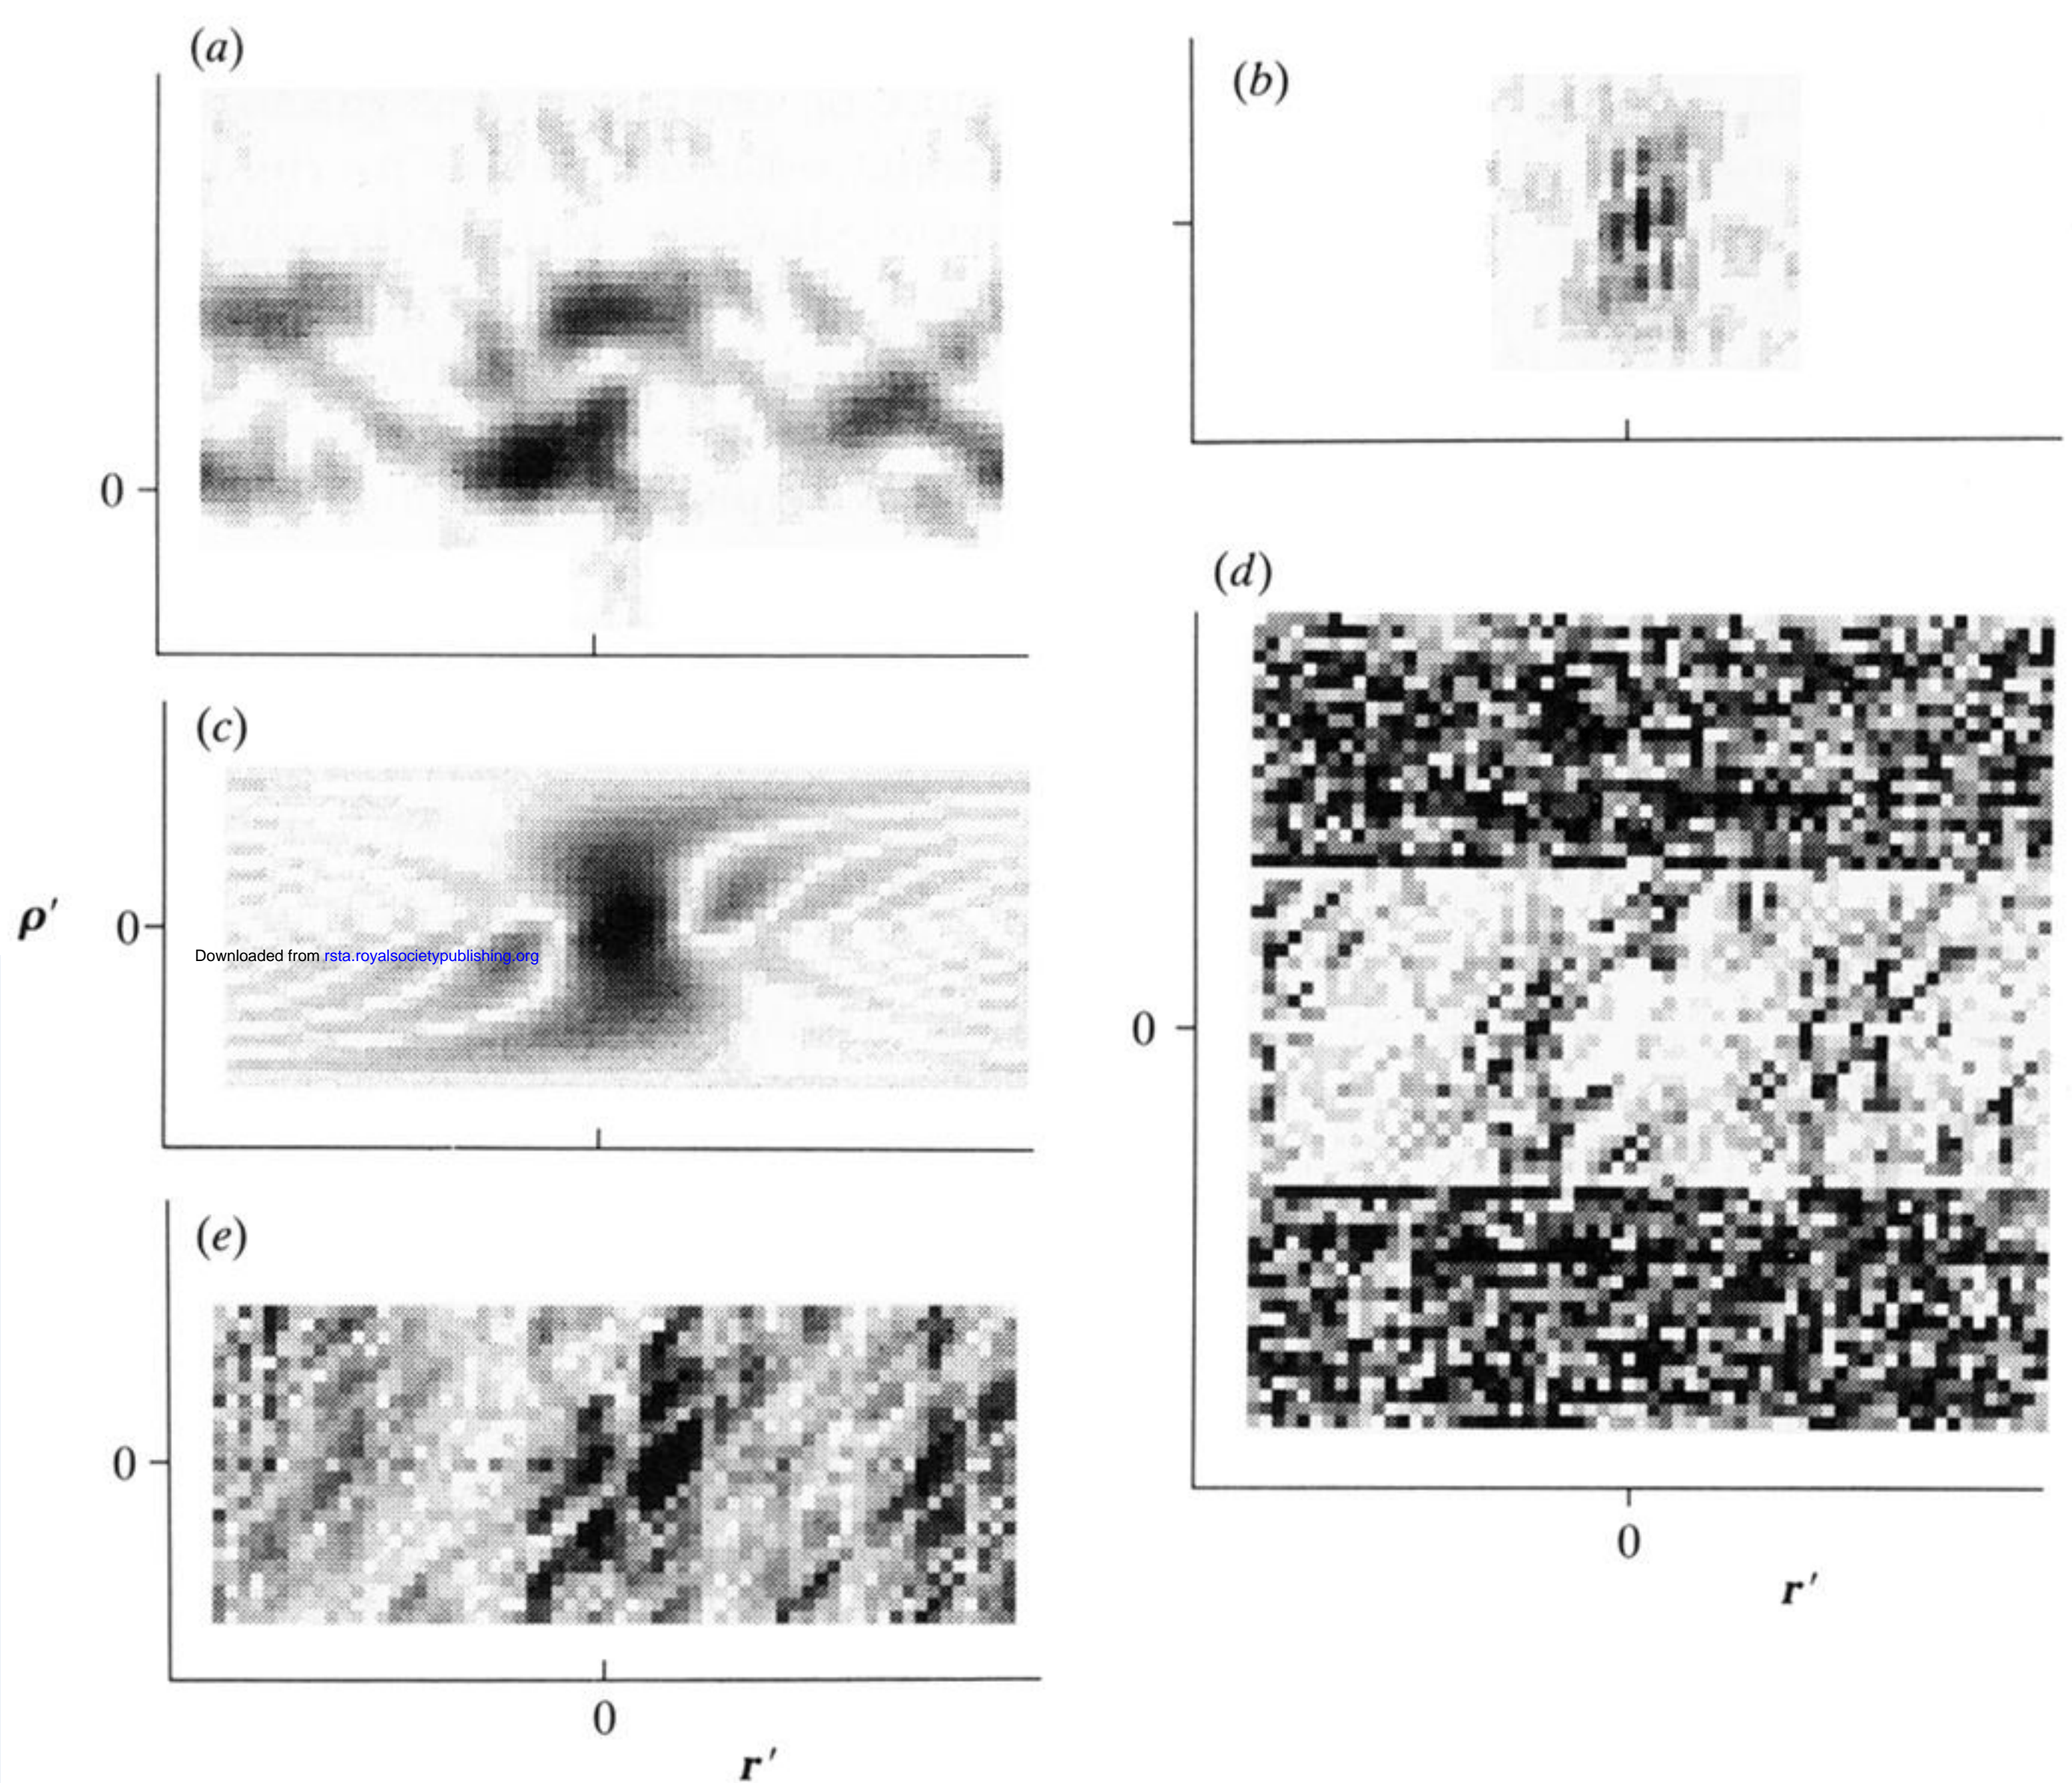 (a)
(b)
0
(c)
(d)
ρ′ 0
Downloaded from rsta.royalsocietypublishing.org
0
(e)
0
0
r′
0
r′